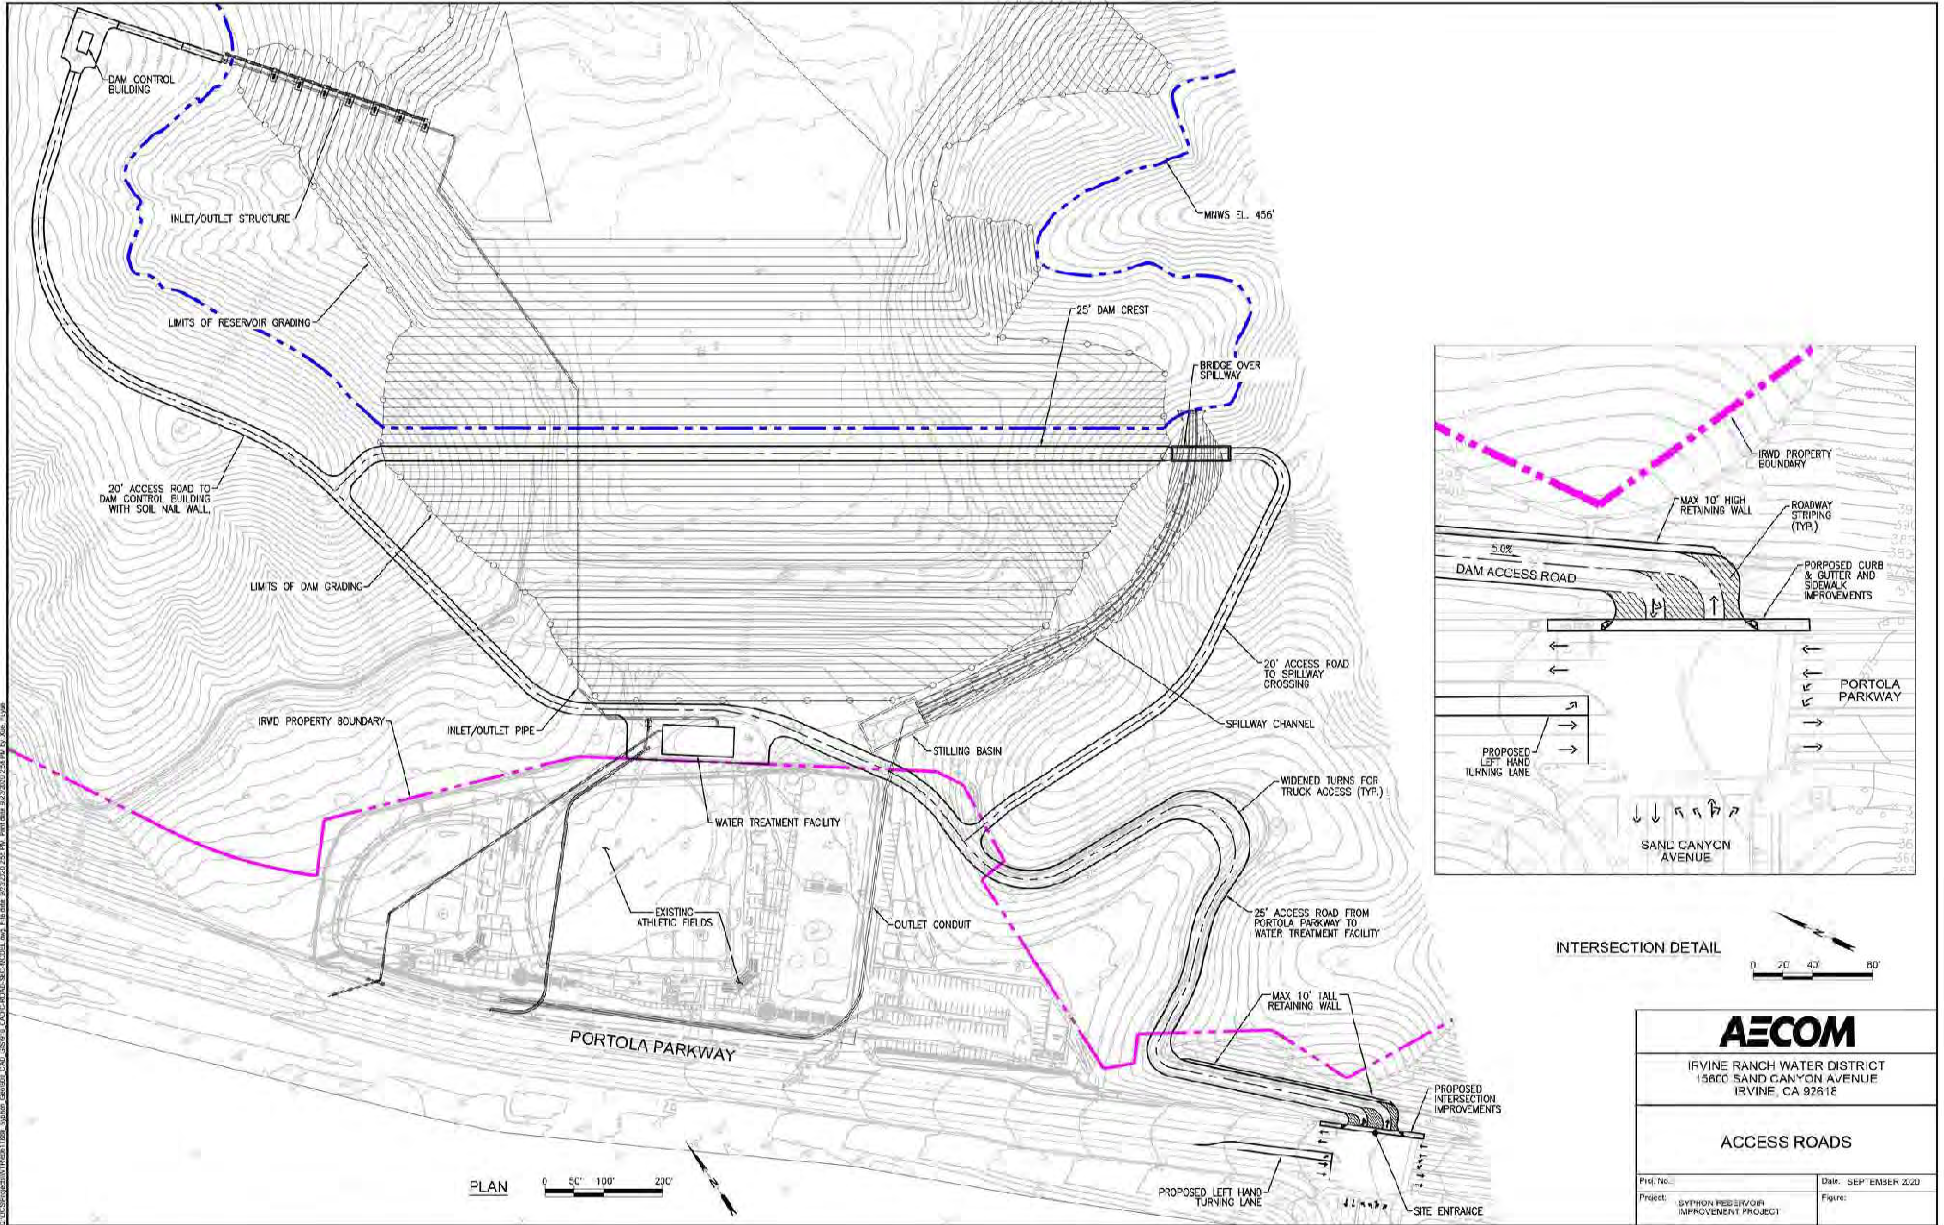 DAM CONTROL
BUILDING
INLET/OUTLET STRUCTURE
LIMITS OF RESERVOIR GRADING
20' ACCESS ROAD TO
DAM CONTROL BUILDING
WITH SOIL NAIL WALL.
LIMITS OF DAM GRADING
IRWD PROPERTY BOUNDARY
INLET/OUTLET PIPE
MNWS EL. 456'
25' DAM CREST
BRIDGE OVER
SPILLWAY
20' ACCESS ROAD
TO SPILLWAY
CROSSING
SPILLWAY CHANNEL
STILLING BASIN
WIDENED TURNS FOR
TRUCK ACCESS (TYP.)
WATER TREATMENT FACILITY
EXISTING
ATHLETIC FIELDS
OUTLET CONDUIT
25' ACCESS ROAD FROM
PORTOLA PARKWAY TO
WATER TREATMENT FACILITY
MAX 10' TALL
RETAINING WALL
PORTOLA PARKWAY
PROPOSED
INTERSECTION
IMPROVEMENTS
PROPOSED LEFT HAND
TURNING LANE
SITE ENTRANCE
PLAN
0 50' 100' 200'
IRWD PROPERTY
BOUNDARY
MAX 10' HIGH
RETAINING WALL
ROADWAY
STRIPING
(TYP.)
5.0%
DAM ACCESS ROAD
PORPOSED CURB
& GUTTER AND
SIDEWALK
IMPROVEMENTS
PORTOLA
PARKWAY
PROPOSED
LEFT HAND
TURNING LANE
SAND CANYON
AVENUE
INTERSECTION DETAIL
0 20' 40' 80'
AECOM
IRVINE RANCH WATER DISTRICT
15600 SAND CANYON AVENUE
IRVINE, CA 92618
ACCESS ROADS
Proj. No.:
Date: SEPTEMBER 2020
Project: SYPHON RESERVOIR
IMPROVEMENT PROJECT
Figure: